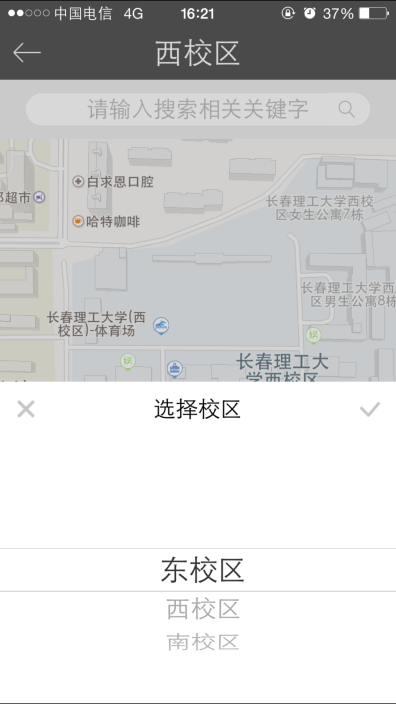 中国电信 4G 16:21 37%
西校区
请输入搜索相关关键字
白求恩口腔
超市
哈特咖啡
长春理工大学西校
区女生公寓7栋
长春理工大学西
区男生公寓8栋
长春理工大学(西
校区)-体育场
长春理工大
学西校区
选择校区
东校区
西校区
南校区